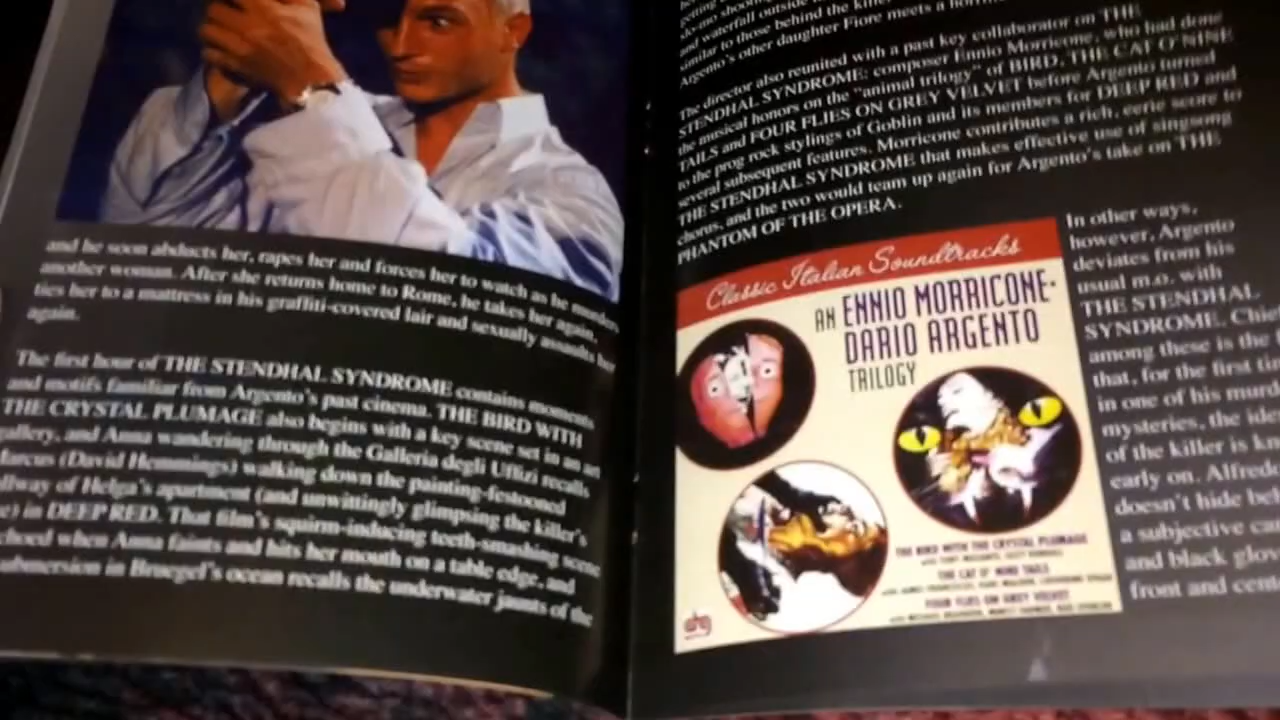 and he soon abducts her, rapes her and forces her to watch as he murders
another woman. After she returns home to Rome, he takes her again,
ties her to a mattress in his graffiti-covered lair and sexually assaults her
again.
The first hour of THE STENDHAL SYNDROME contains moments
and motifs familiar from Argento's past cinema. THE BIRD WITH
THE CRYSTAL PLUMAGE also begins with a key scene set in an art
gallery, and Anna wandering through the Galleria degli Uffizi recalls
Marcus (David Hemmings) walking down the painting-festooned
hallway of Helga's apartment (and unwittingly glimpsing the killer's
in DEEP RED. That film's squirm-inducing teeth-smashing scene
echoed when Anna faints and hits her mouth on a table edge, and
submersion in Bruegel's ocean recalls the underwater jaunts of the
and waterfall outside
similar to those behind the
Argento's other daughter Fiore meets a
The director also reunited with a past key collaborator on THE
STENDHAL SYNDROME: composer Ennio Morricone, who had done
the musical honors on the "animal trilogy" of BIRD, THE CAT O' NINE
TAILS and FOUR FLIES ON GREY VELVET before Argento turned
to the prog rock stylings of Goblin and its members for DEEP RED and
several subsequent features. Morricone contributes a rich, eerie score to
THE STENDHAL SYNDROME that makes effective use of singsong
chorus, and the two would team up again for Argento's take on THE
PHANTOM OF THE OPERA.
Classic Italian Soundtracks
AN ENNIO MORRICONE-
DARIO ARGENTO
TRILOGY
THE BIRD WITH THE CRYSTAL PLUMAGE
THE CAT O' NINE TAILS
FOUR FLIES ON GREY VELVET
drg
In other ways,
however, Argento
deviates from his
usual m.o. with
THE STENDHAL
SYNDROME. Chief
among these is the
that, for the first
in one of his
mysteries, the
of the killer is
early on. Alfredo
doesn't hide
a subjective
and black
front and